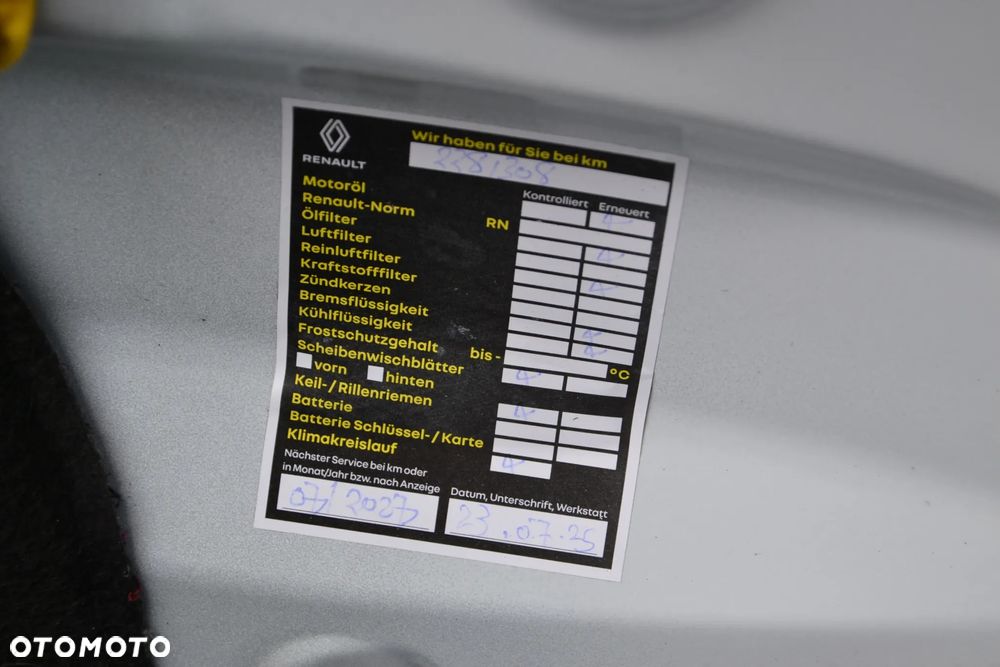 RENAULT
Wir haben für Sie bei km
Kontrolliert Erneuert
Motoröl
Renault-Norm RN
Ölfilter
Luftfilter
Reinluftfilter
Kraftstofffilter
Zündkerzen
Bremsflüssigkeit
Kühlflüssigkeit
Frostschutzgehalt bis - °C
Scheibenwischblätter
vorn hinten
Keil-/Rillenriemen
Batterie
Batterie Schlüssel-/Karte
Klimakreislauf
Nächster Service bei km oder
in Monat/Jahr bzw. nach Anzeige
07/2027
Datum, Unterschrift, Werkstatt
23.07.25
OTOMOTO